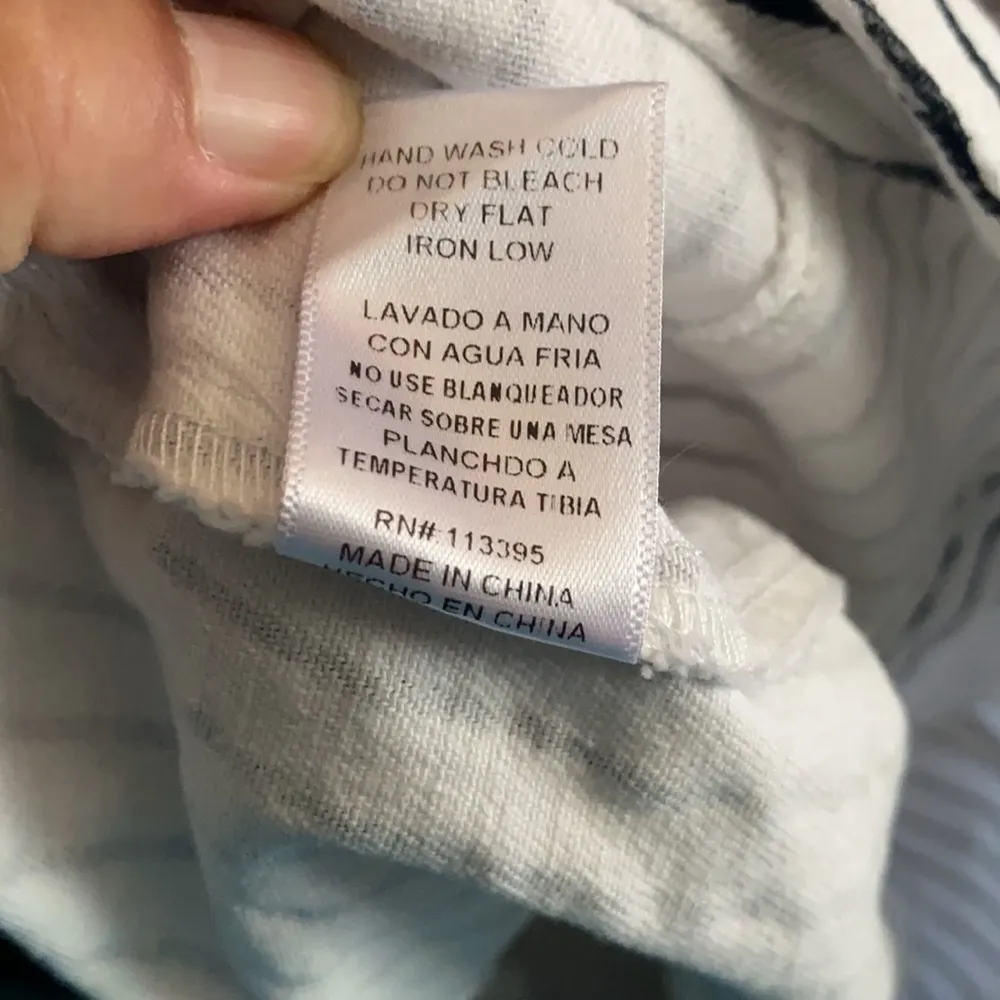 HAND WASH COLD
DO NOT BLEACH
DRY FLAT
IRON LOW
LAVADO A MANO
CON AGUA FRIA
NO USE BLANQUEADOR
SECAR SOBRE UNA MESA
PLANCHDO A
TEMPERATURA TIBIA
RN# 113395
MADE IN CHINA
HECHO EN CHINA